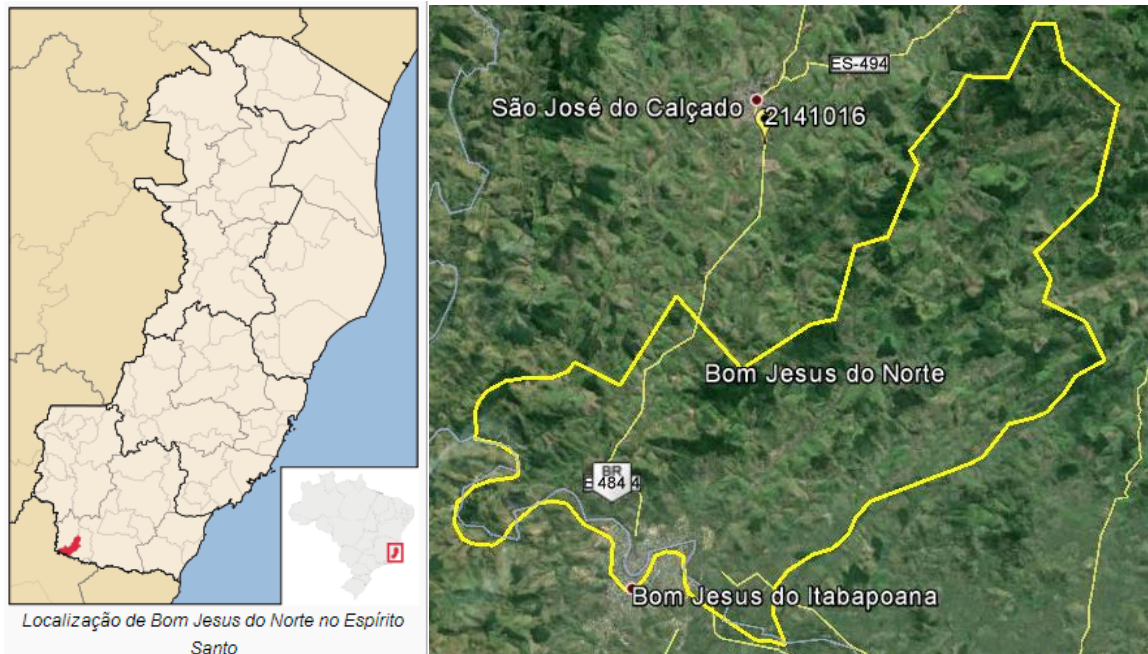 Localização de Bom Jesus do Norte no Espírito
Santo
ES-494
São José do Calçado
2141016
Bom Jesus do Norte
BR
484
Bom Jesus do Itabapoana